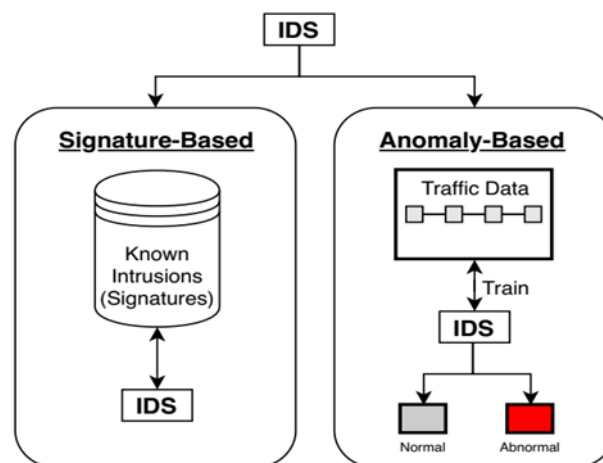 IDS
Signature-Based
Known
Intrusions
(Signatures)
IDS
Anomaly-Based
Traffic Data
Train
IDS
Normal
Abnormal